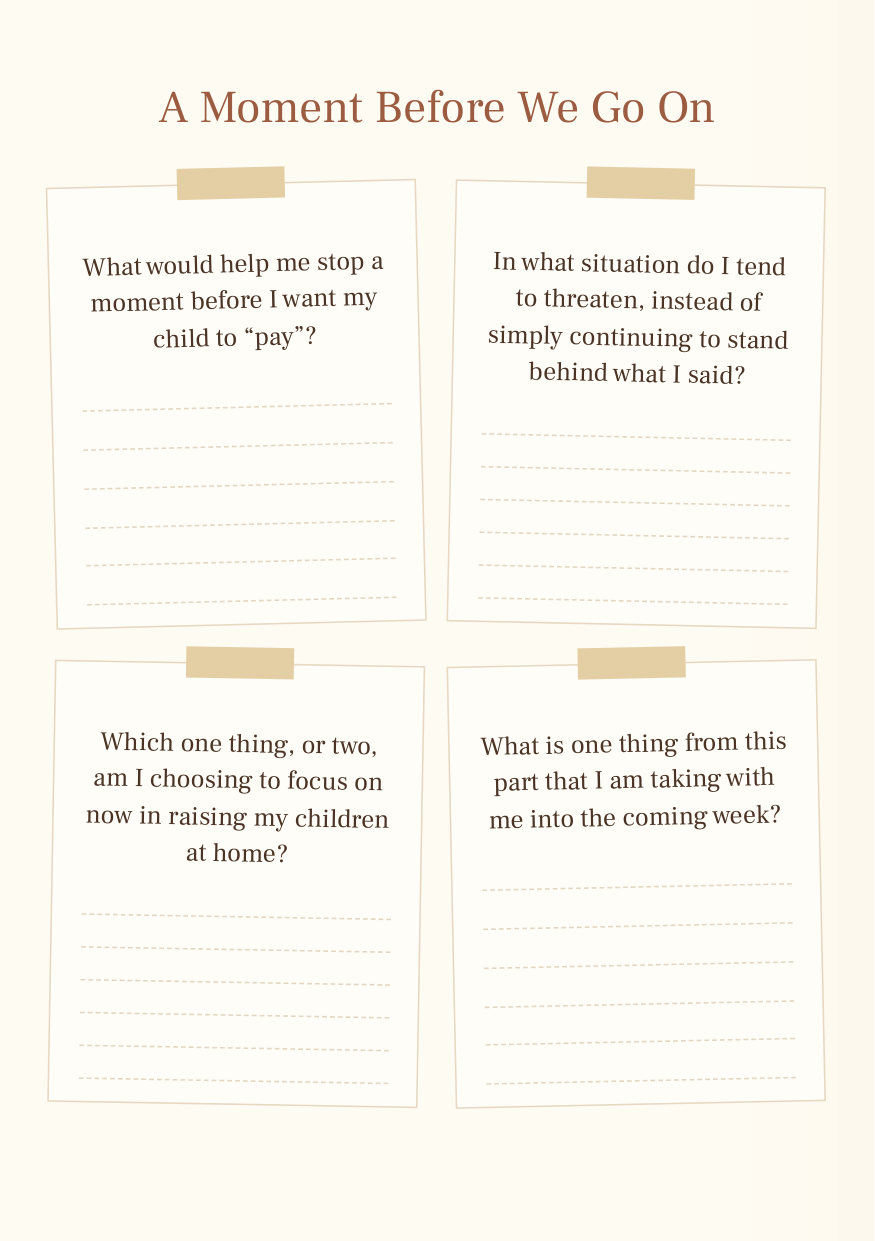 A Moment Before We Go On
What would help me stop a
moment before I want my
child to “pay”?
In what situation do I tend
to threaten, instead of
simply continuing to stand
behind what I said?
Which one thing, or two,
am I choosing to focus on
now in raising my children
at home?
What is one thing from this
part that I am taking with
me into the coming week?